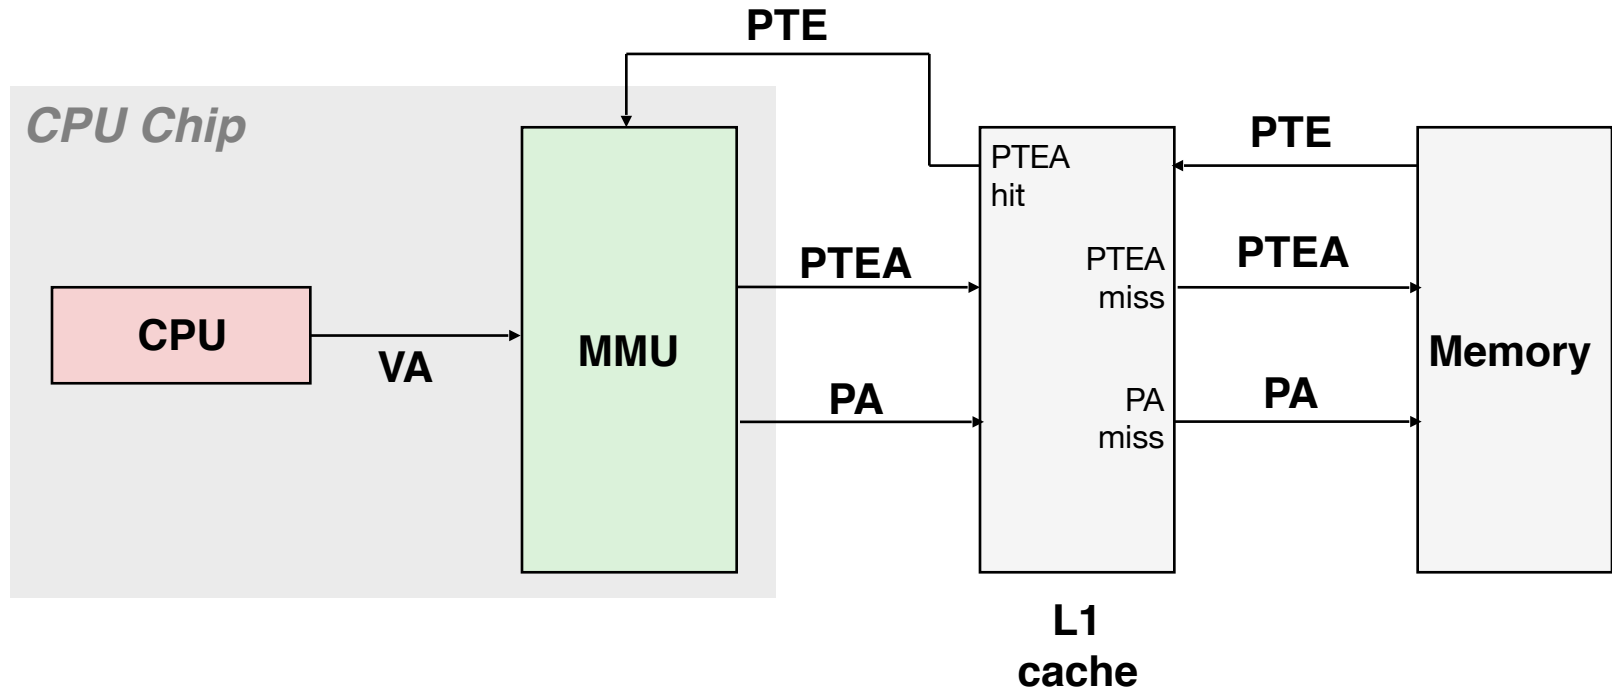 PTE
CPU Chip
PTEA
hit
PTE
PTEA
PTEA
miss
PTEA
CPU
VA
MMU
Memory
PA
PA
miss
PA
L1
cache